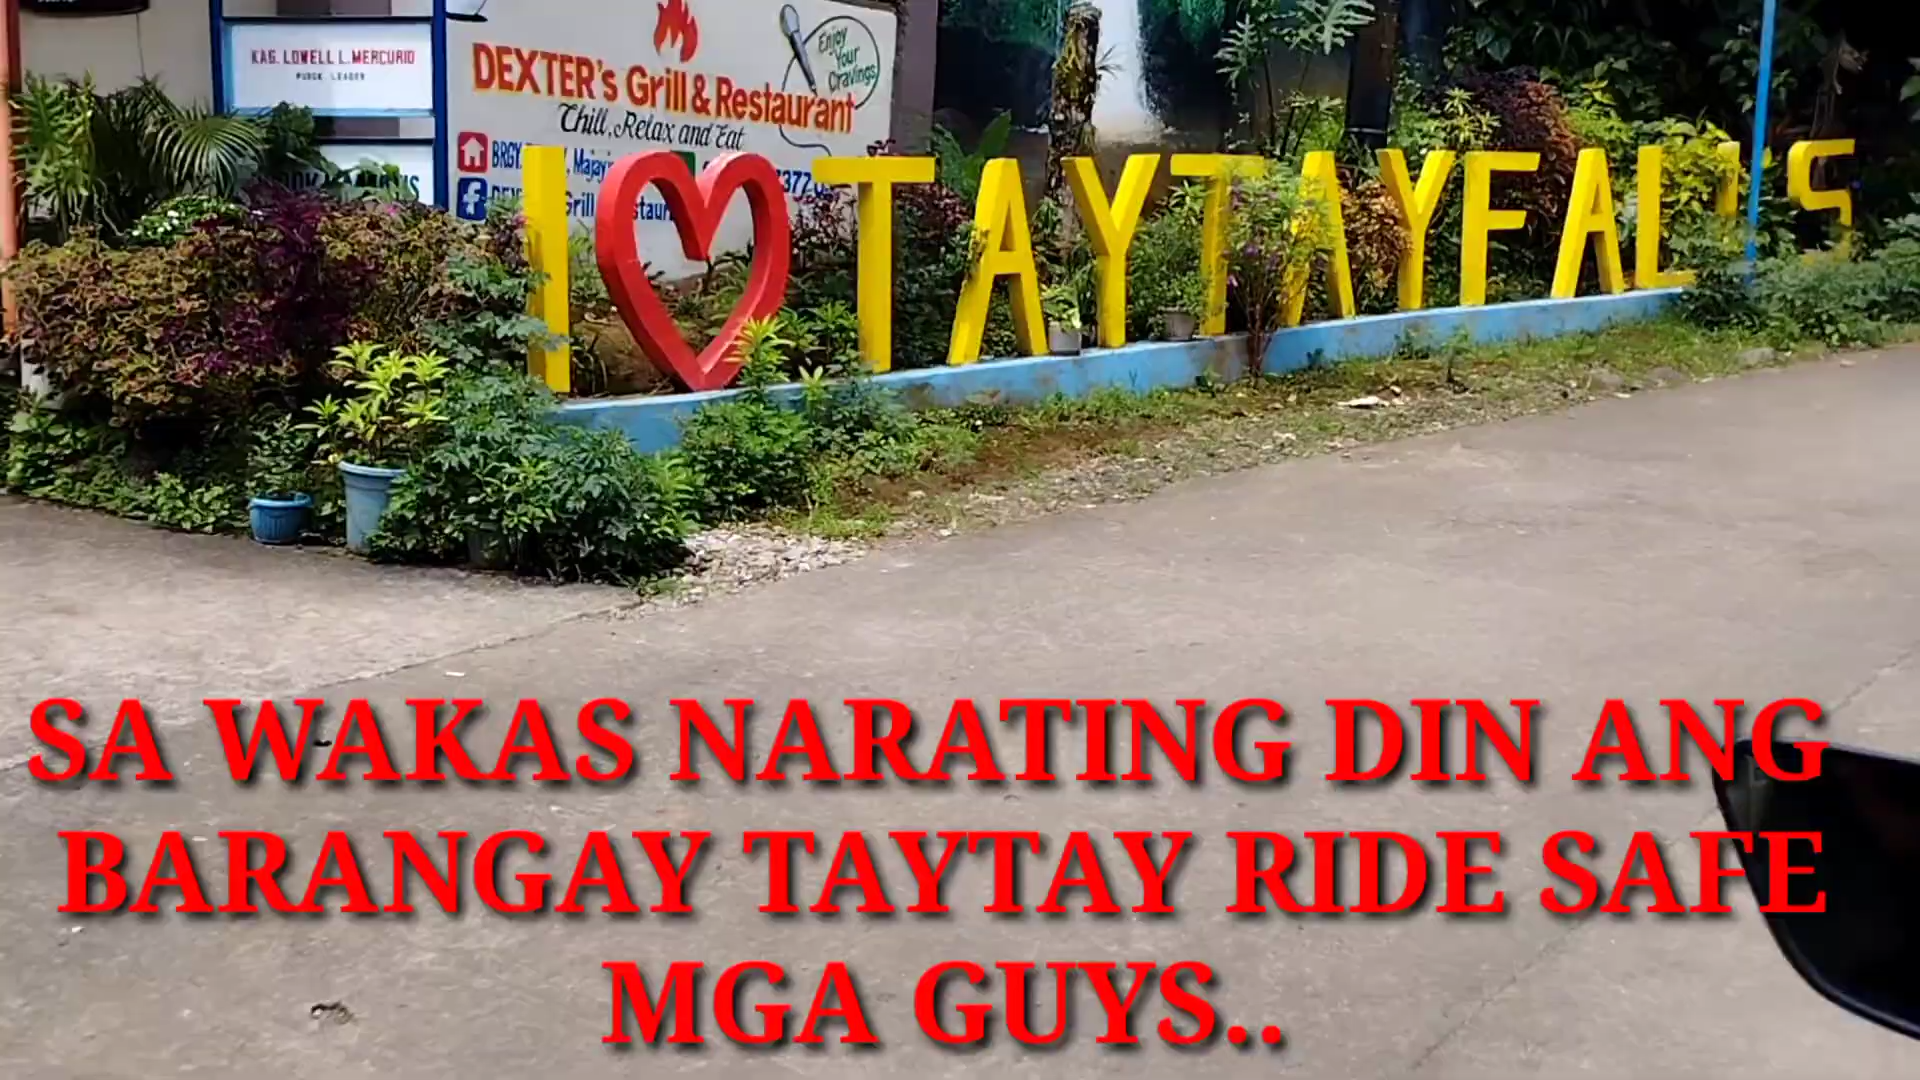 KAG. LOWELL L. MERCURIO
PUROK LEADER
DEXTER's Grill & Restaurant
Chill, Relax and Eat
Enjoy
Your
Cravings
BRGY.
Grill
I TAYTAYFALLS
SA WAKAS NARATING DIN ANG
BARANGAY TAYTAY RIDE SAFE
MGA GUYS..